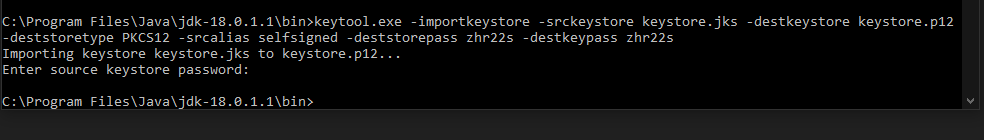 C:\Program Files\Java\jdk-18.0.1.1\bin>keytool.exe -importkeystore -srckeystore keystore.jks -destkeystore keystore.p12
-deststoretype PKCS12 -srcalias selfsigned -deststorepass zhr22s -destkeypass zhr22s
Importing keystore keystore.jks to keystore.p12...
Enter source keystore password:
C:\Program Files\Java\jdk-18.0.1.1\bin>